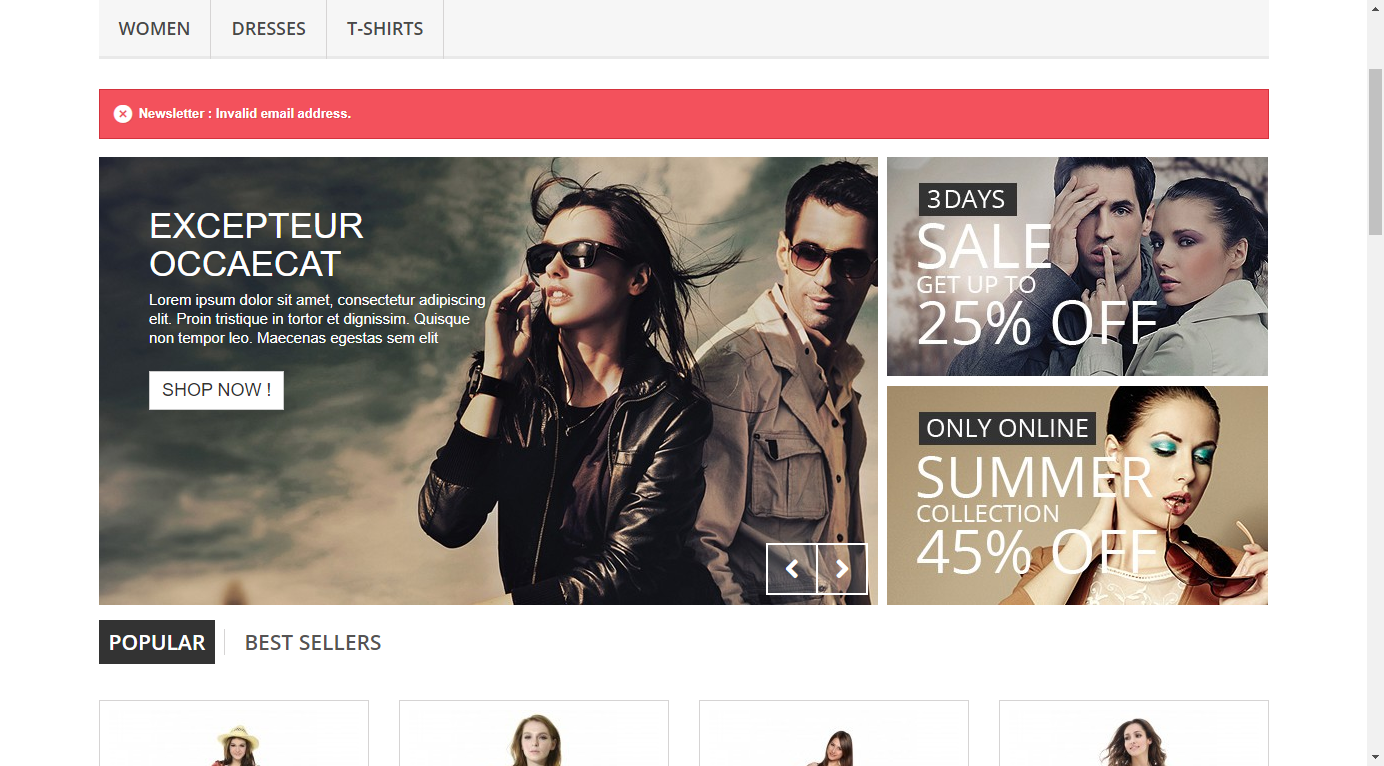 WOMEN
DRESSES
T-SHIRTS
Newsletter : Invalid email address.
EXCEPTEUR
OCCAECAT
Lorem ipsum dolor sit amet, consectetur adipiscing
elit. Proin tristique in tortor et dignissim. Quisque
non tempor leo. Maecenas egestas sem elit
SHOP NOW !
3 DAYS
SALE
GET UP TO
25% OFF
ONLY ONLINE
SUMMER
COLLECTION
45% OFF
POPULAR
BEST SELLERS